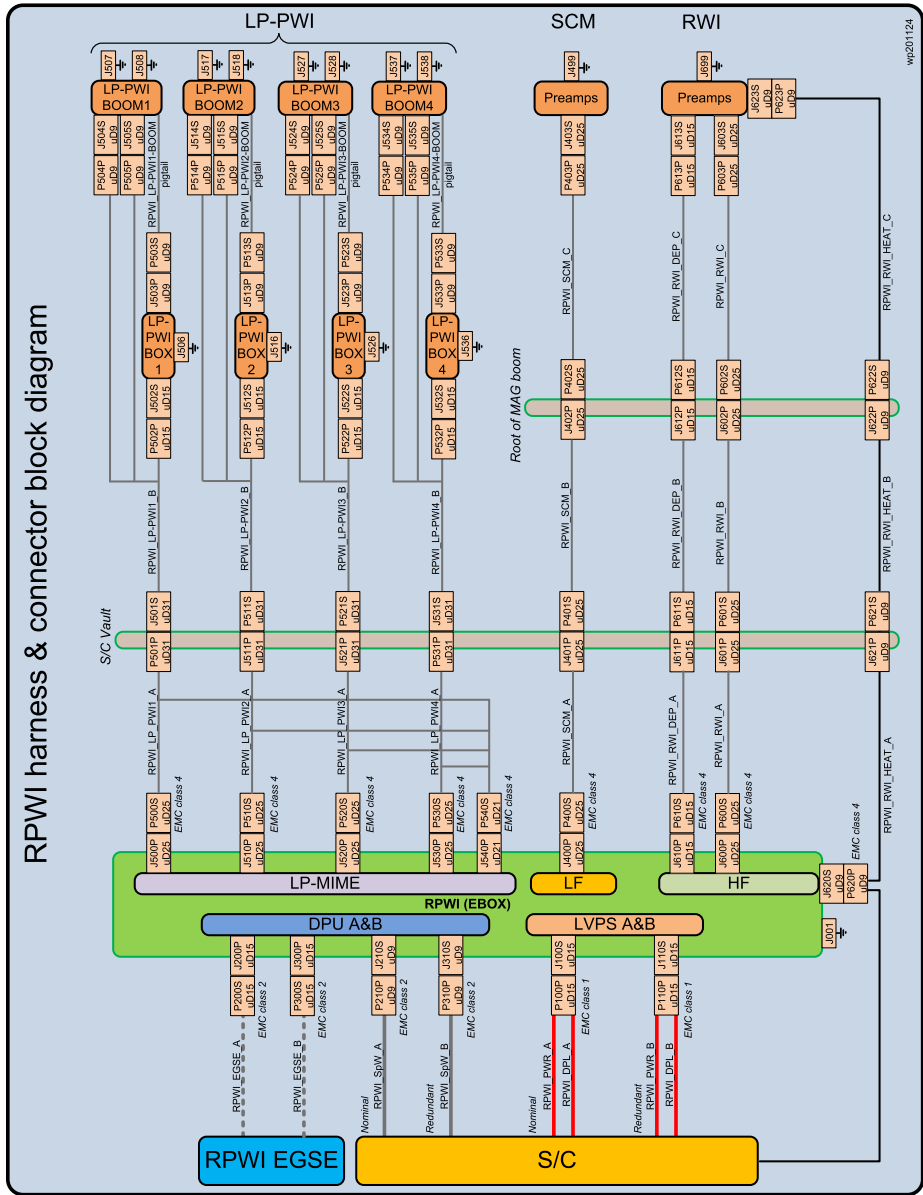 RPWI harness & connector block diagram
wp201124
LP-PWI
SCM
RWI
J507
J508
J517
J518
J527
J528
J537
J538
J499
J699
LP-PWI
BOOM1
LP-PWI
BOOM2
LP-PWI
BOOM3
LP-PWI
BOOM4
Preamps
Preamps
J623S
uD9
P623P
uD9
J504S
uD9
J505S
uD9
J514S
uD9
J515S
uD9
J524S
uD9
J525S
uD9
J534S
uD9
J535S
uD9
J403S
uD25
J613S
uD15
J603S
uD25
P504P
uD9
P505P
uD9
P514P
uD9
P515P
uD9
P524P
uD9
P525P
uD9
P534P
uD9
P535P
uD9
P403P
uD25
P613P
uD15
P603P
uD25
RPWI_LP-PWI1-BOOM
pigtail
RPWI_LP-PWI2-BOOM
pigtail
RPWI_LP-PWI3-BOOM
pigtail
RPWI_LP-PWI4-BOOM
pigtail
P503S
uD9
P513S
uD9
P523S
uD9
P533S
uD9
J503P
uD9
J513P
uD9
J523P
uD9
J533P
uD9
RPWI_SCM_C
RPWI_RWI_DEP_C
RPWI_RWI_C
RPWI_RWI_HEAT_C
LP-
PWI
BOX
1
J506
LP-
PWI
BOX
2
J516
LP-
PWI
BOX
3
J526
LP-
PWI
BOX
4
J536
J502S
uD15
J512S
uD15
J522S
uD15
J532S
uD15
P502P
uD15
P512P
uD15
P522P
uD15
P532P
uD15
Root of MAG boom
P402S
uD25
P612S
uD15
P602S
uD25
P622S
uD9
J402P
uD25
J612P
uD15
J602P
uD25
J622P
uD9
RPWI_LP-PWI1_B
RPWI_LP-PWI2_B
RPWI_LP-PWI3_B
RPWI_LP-PWI4_B
RPWI_SCM_B
RPWI_RWI_DEP_B
RPWI_RWI_B
RPWI_RWI_HEAT_B
S/C Vault
J501S
uD31
P511S
uD31
P521S
uD31
J531S
uD31
P401S
uD25
P611S
uD15
P601S
uD25
P621S
uD9
P501P
uD31
J511P
uD31
J521P
uD31
P531P
uD31
J401P
uD25
J611P
uD15
J601P
uD25
J621P
uD9
RPWI_LP_PWI1_A
RPWI_LP_PWI2_A
RPWI_LP_PWI3_A
RPWI_LP_PWI4_A
RPWI_SCM_A
RPWI_RWI_DEP_A
RPWI_RWI_A
RPWI_RWI_HEAT_A
P500S
uD25
EMC class 4
P510S
uD25
EMC class 4
P520S
uD25
EMC class 4
P530S
uD25
P540S
uD21
EMC class 4
P400S
uD25
EMC class 4
P610S
uD15
EMC class 4
P600S
uD25
EMC class 4
J500P
uD25
J510P
uD25
J520P
uD25
J530P
uD25
J540P
uD21
J400P
uD25
J610P
uD15
J600P
uD25
LP-MIME
LF
HF
J620S
uD9
P620P
uD9
EMC class 4
RPWI (EBOX)
DPU A&B
LVPS A&B
J001
J200P
uD15
J300P
uD15
J210S
uD9
J310S
uD9
J100S
uD15
J110S
uD15
P200S
uD15
EMC class 2
P300S
uD15
EMC class 2
P210P
uD9
EMC class 2
P310P
uD9
EMC class 2
P100P
uD15
EMC class 1
P110P
uD15
EMC class 1
RPWI_EGSE_A
RPWI_EGSE_B
Nominal
RPWI_SpW_A
Redundant
RPWI_SpW_B
Nominal
RPWI_PWR_A
RPWI_DPL_A
Redundant
RPWI_PWR_B
RPWI_DPL_B
RPWI EGSE
S/C